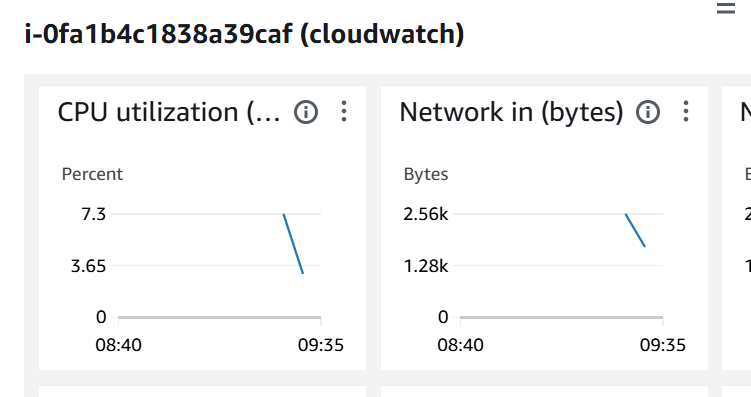 i-0fa1b4c1838a39caf (cloudwatch)
CPU utilization (...
Percent
7.3
3.65
0
08:40
09:35
Network in (bytes)
Bytes
2.56k
1.28k
0
08:40
09:35